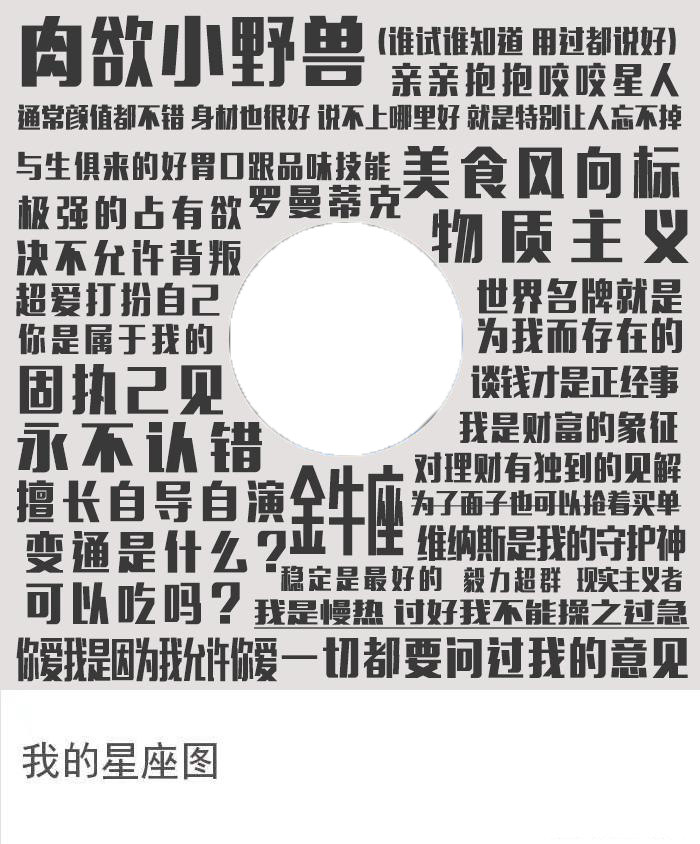 肉欲小野兽
(谁试谁知道 用过都说好)
亲亲抱抱咬咬星人
通常颜值都不错 身材也很好 说不上哪里好 就是特别让人忘不掉
与生俱来的好胃口跟品味技能
美食风向标
极强的占有欲
罗曼蒂克
物质主义
决不允许背叛
超爱打扮自己
你是属于我的
世界名牌就是
为我而存在的
固执己见
谈钱才是正经事
永不认错
我是财富的象征
对理财有独到的见解
擅长自导自演
金牛座
为了面子也可以抢着买单
变通是什么?
维纳斯是我的守护神
可以吃吗?
稳定是最好的 毅力超群 现实主义者
我是慢热 讨好我不能操之过急
你爱我是因为我允许你爱
一切都要问过我的意见
我的星座图